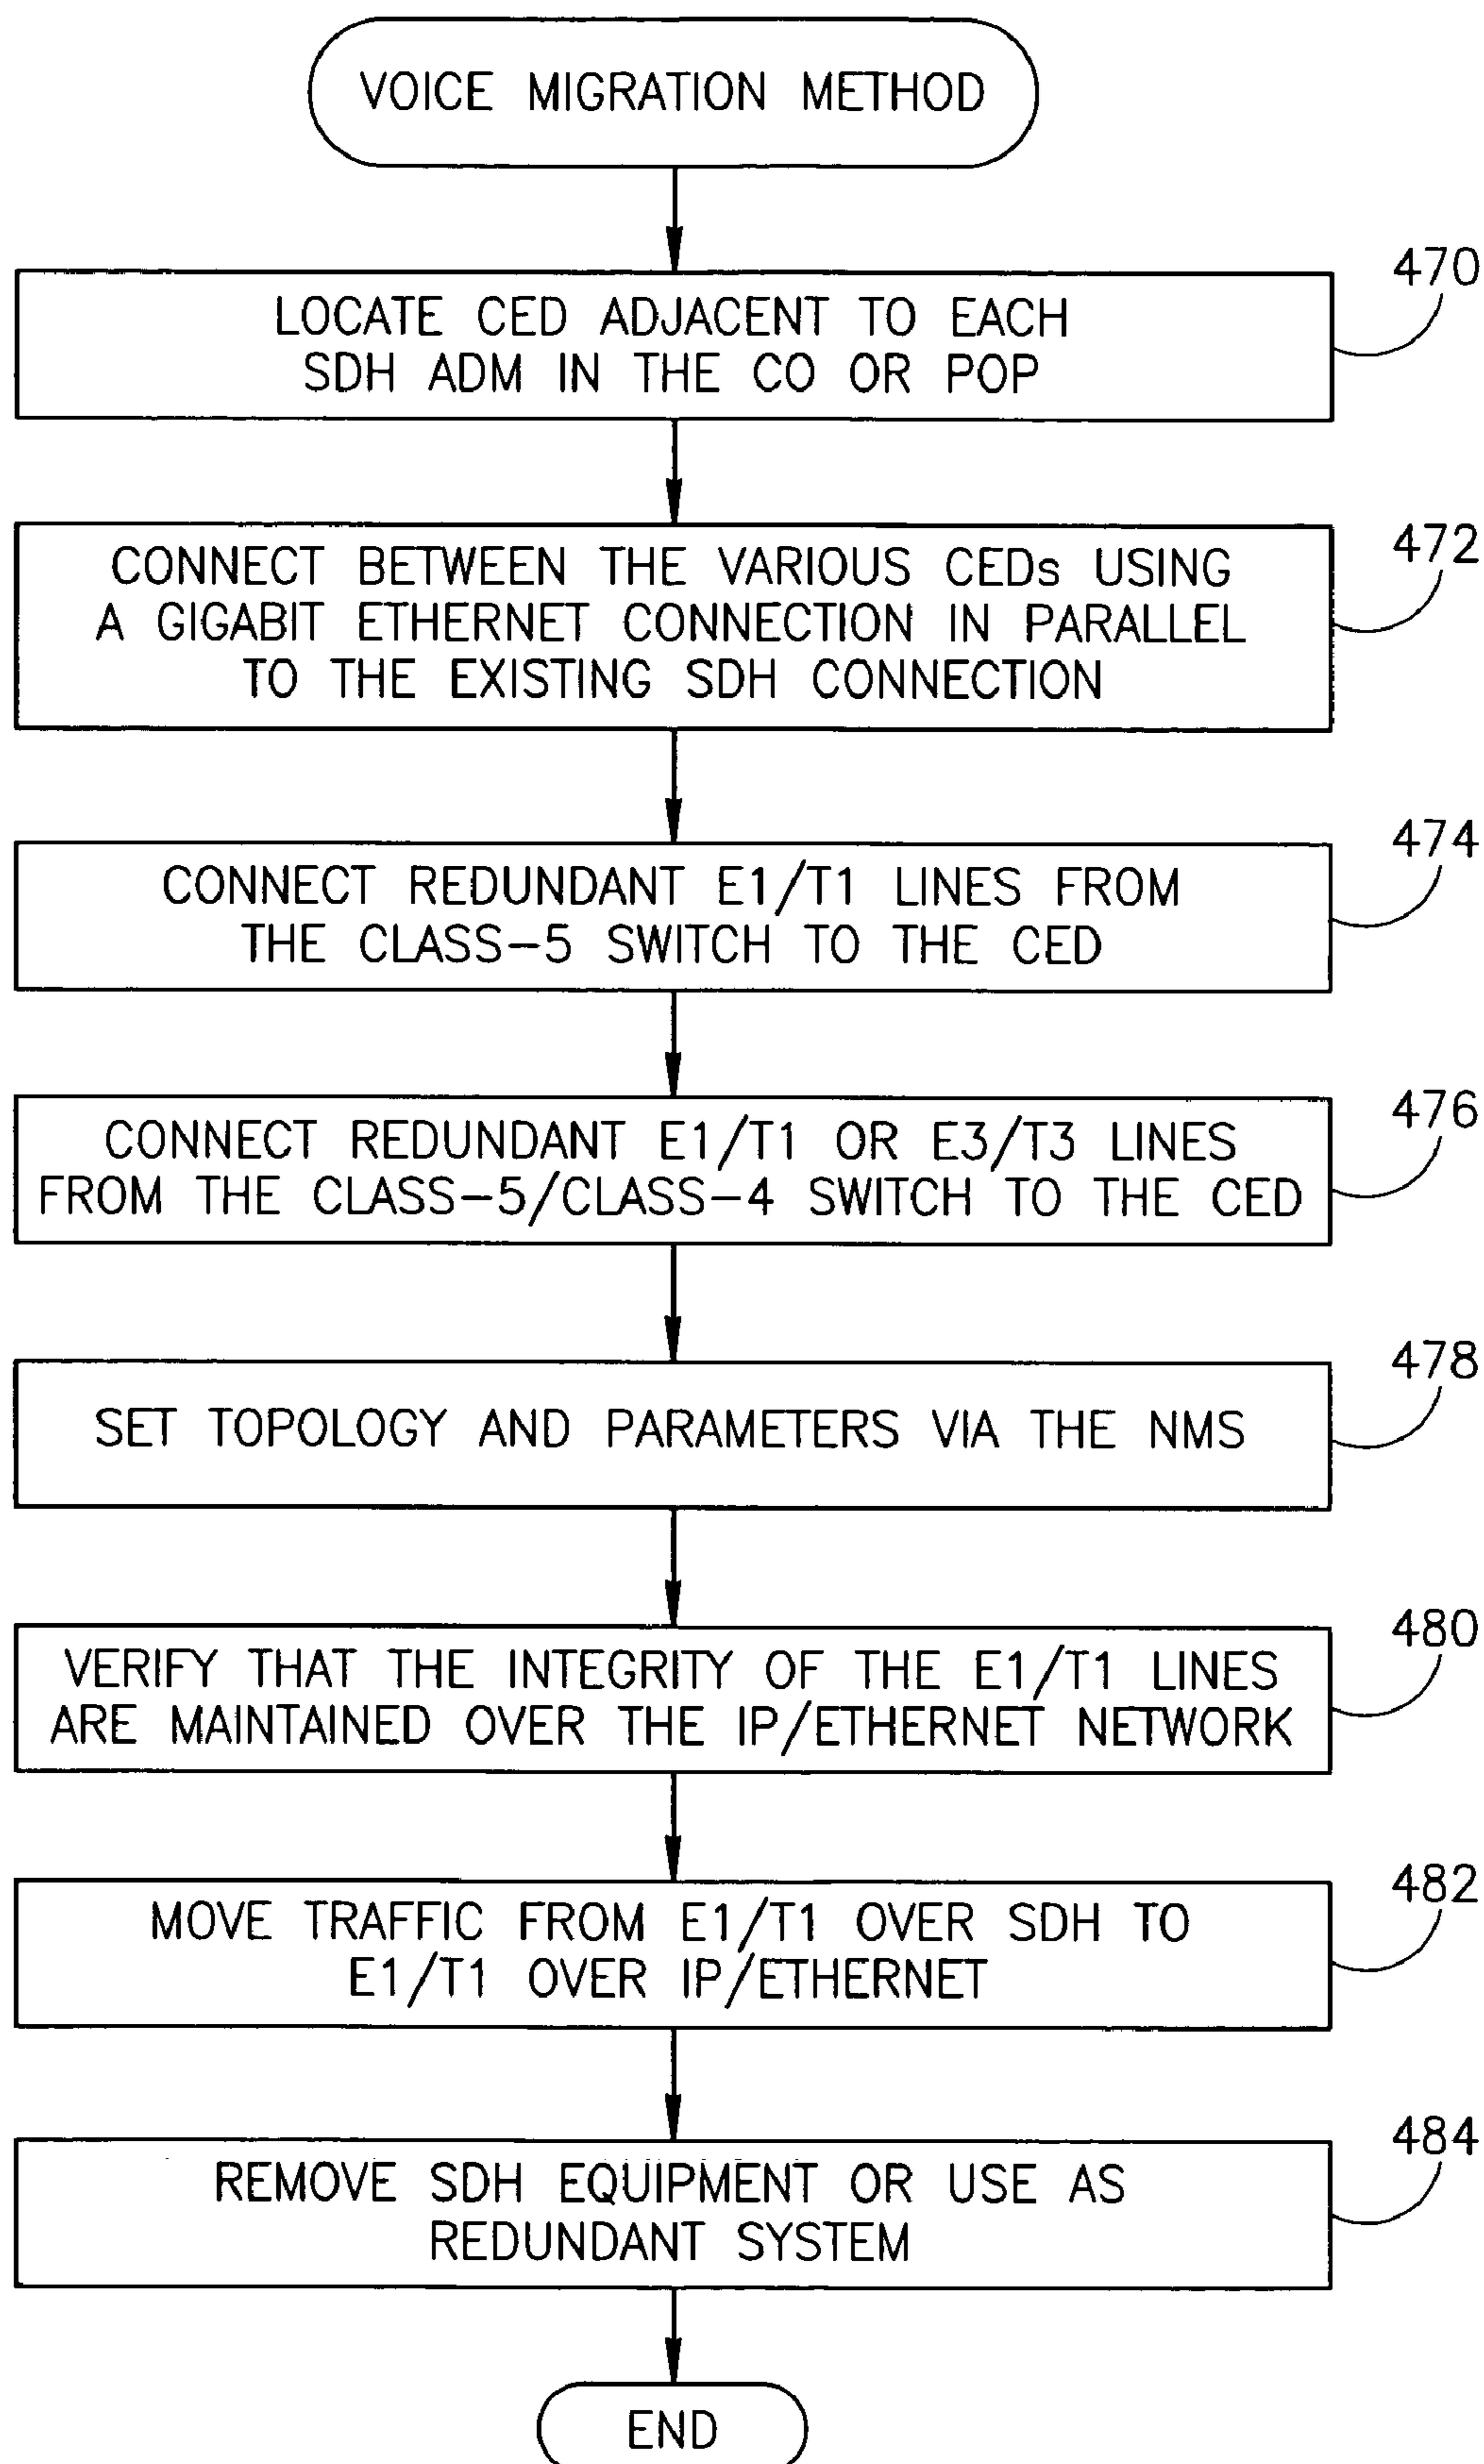 VOICE MIGRATION METHOD
470
LOCATE CED ADJACENT TO EACH
SDH ADM IN THE CO OR POP
472
CONNECT BETWEEN THE VARIOUS CEDs USING
A GIGABIT ETHERNET CONNECTION IN PARALLEL
TO THE EXISTING SDH CONNECTION
474
CONNECT REDUNDANT E1/T1 LINES FROM
THE CLASS-5 SWITCH TO THE CED
476
CONNECT REDUNDANT E1/T1 OR E3/T3 LINES
FROM THE CLASS-5/CLASS-4 SWITCH TO THE CED
478
SET TOPOLOGY AND PARAMETERS VIA THE NMS
480
VERIFY THAT THE INTEGRITY OF THE E1/T1 LINES
ARE MAINTAINED OVER THE IP/ETHERNET NETWORK
482
MOVE TRAFFIC FROM E1/T1 OVER SDH TO
E1/T1 OVER IP/ETHERNET
484
REMOVE SDH EQUIPMENT OR USE AS
REDUNDANT SYSTEM
END